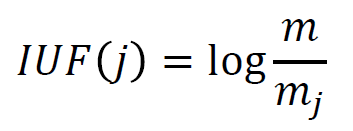 IUF(j) = log m/m_j